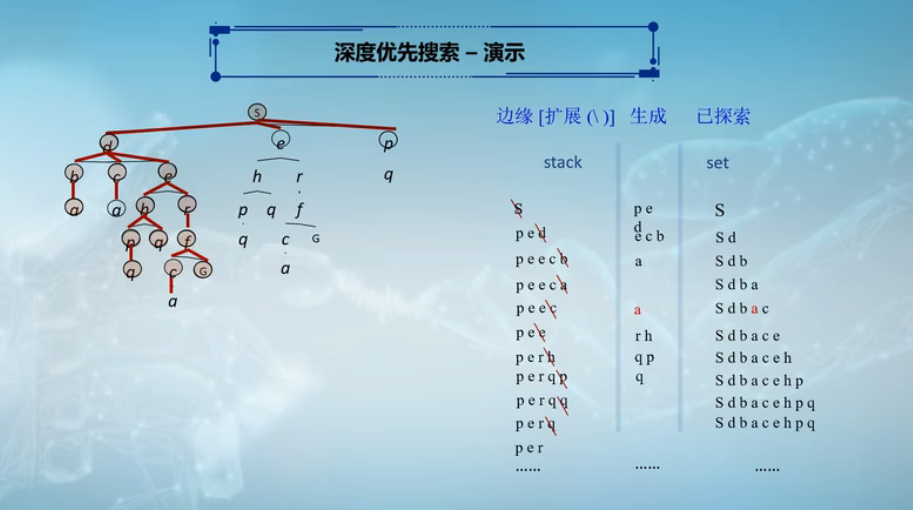 深度优先搜索 – 演示
边缘 [扩展 (\ )] 生成 已探索
stack set
S p e d S
p e d e c b S d
p e e c b a S d b
p e e c a S d b a
p e e c a S d b a c
p e e r h S d b a c e
p e r h q p S d b a c e h
p e r q p q S d b a c e h p
p e r q q S d b a c e h p q
p e r q S d b a c e h p q
p e r
...... ...... ......
S
d e p
b c e h r q
a a h r p q f
p q f q c G
q c G a
a